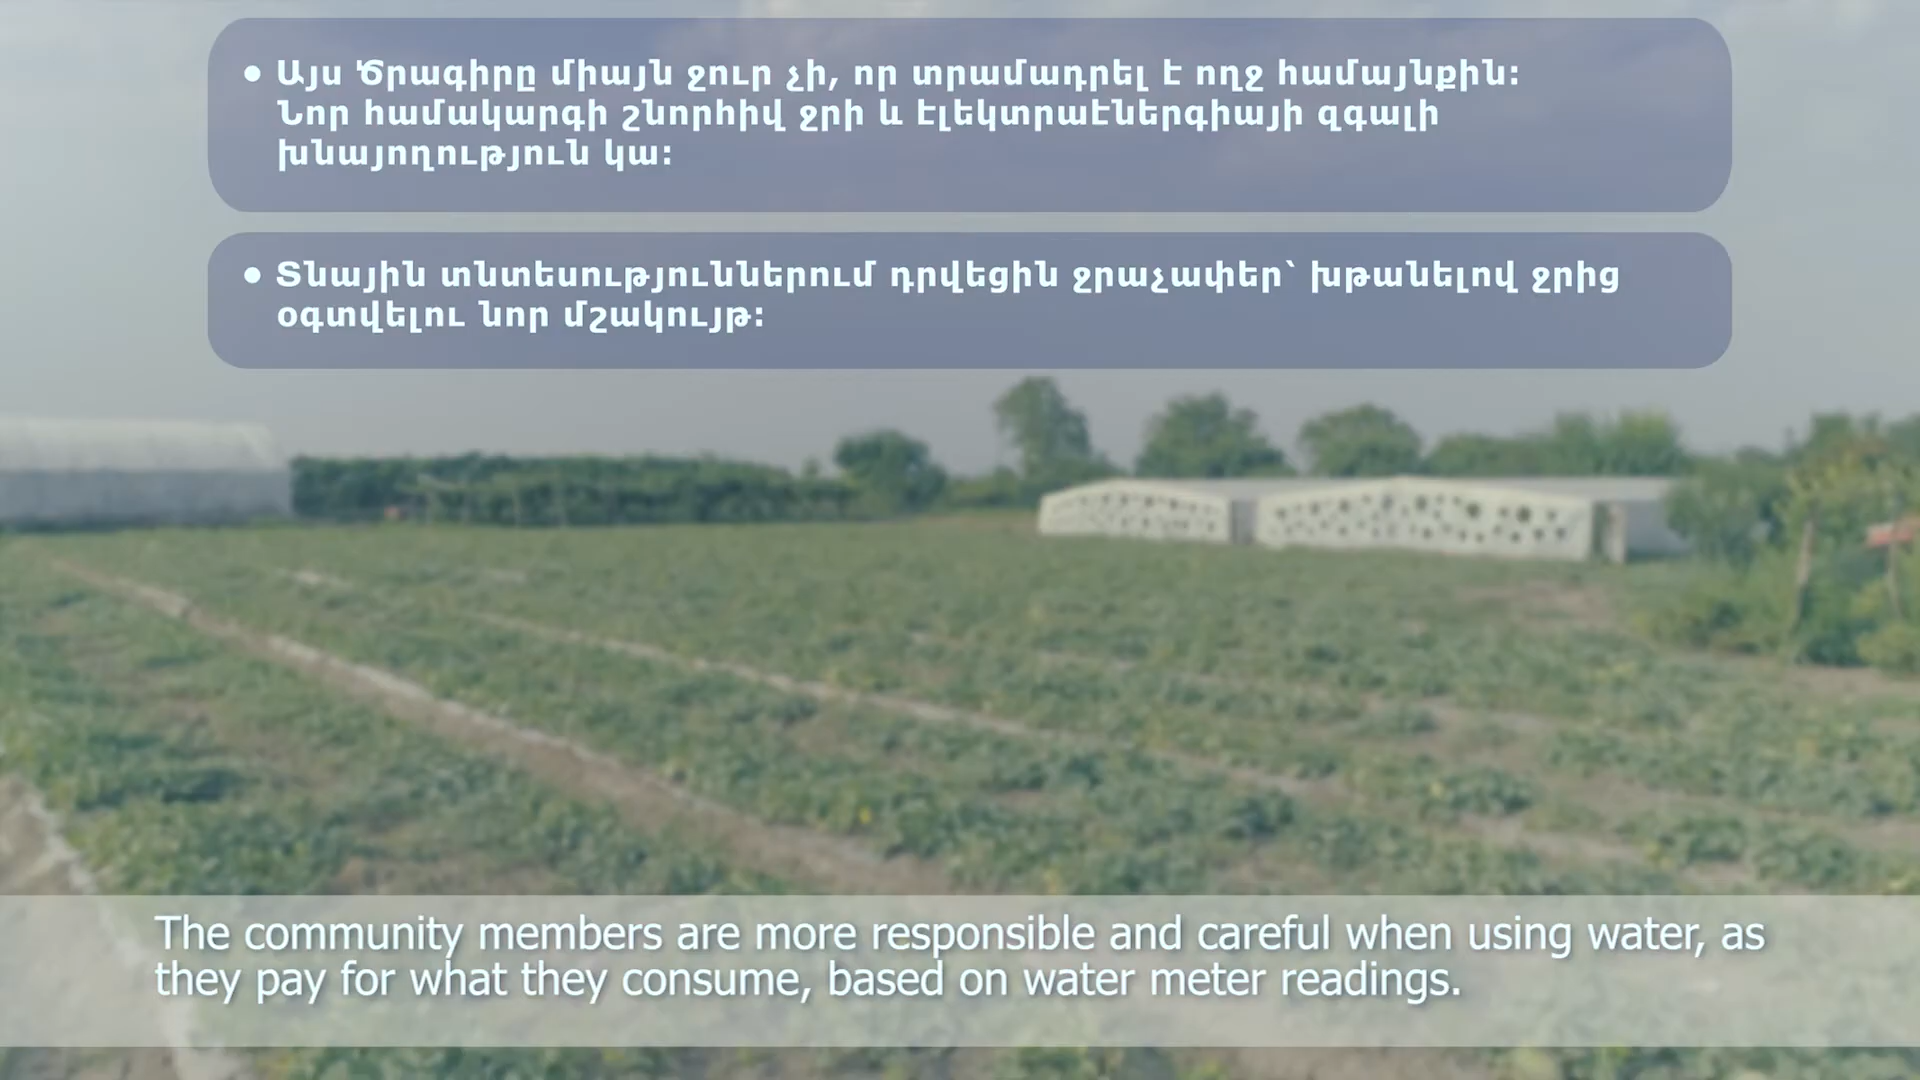 ● Այս Ծրագիրը միայն ջուր չի, որ տրամադրել է ողջ համայնքին:
Նոր համակարգի շնորհիվ ջրի և էլեկտրաէներգիայի զգալի
խնայողություն կա:
● Տնային տնտեսություններում դրվեցին ջրաչափեր՝ խթանելով ջրից
օգտվելու նոր մշակույթ:
The community members are more responsible and careful when using water, as
they pay for what they consume, based on water meter readings.